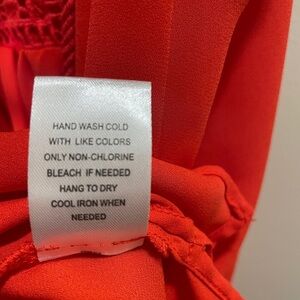 HAND WASH COLD
WITH LIKE COLORS
ONLY NON-CHLORINE
BLEACH IF NEEDED
HANG TO DRY
COOL IRON WHEN
NEEDED